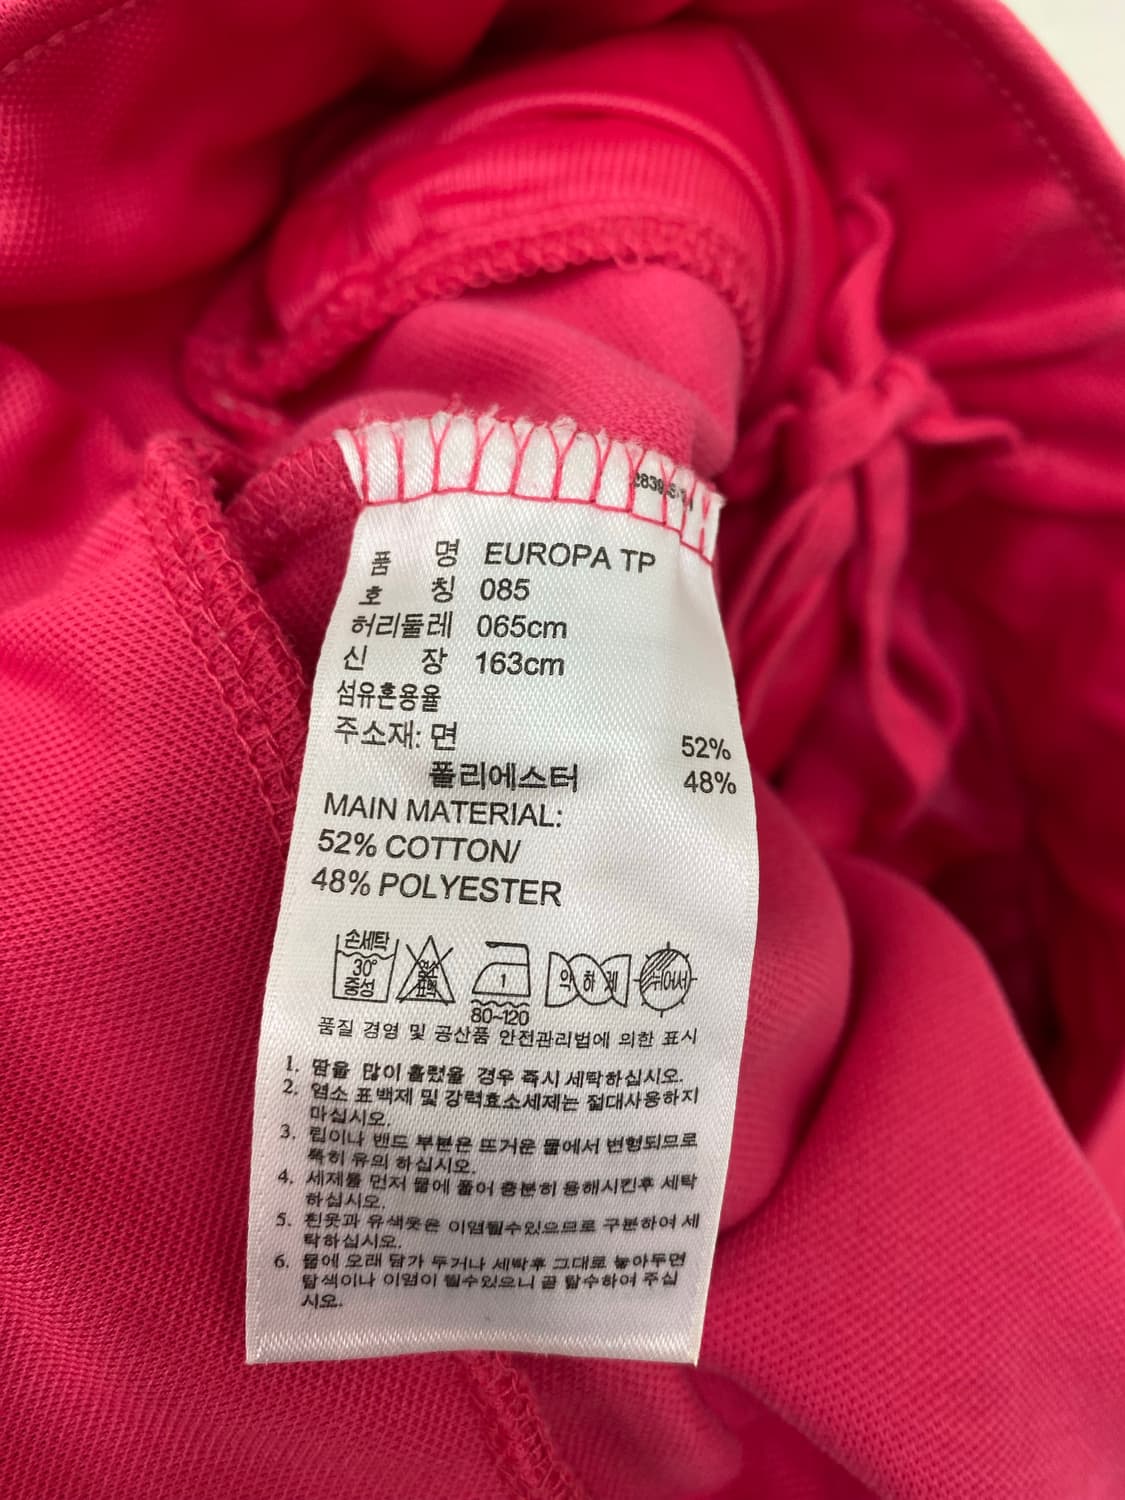 품 명 EUROPA TP
호 칭 085
허리둘레 065cm
신 장 163cm
섬유혼용율
주소재: 면 52%
폴리에스터 48%
MAIN MATERIAL:
52% COTTON/
48% POLYESTER
손세탁 약 하 게 뉘어서
30°
중성 1
80~120
품질 경영 및 공산품 안전관리법에 의한 표시
1. 땀을 많이 흘렸을 경우 즉시 세탁하십시오.
2. 염소 표백제 및 강력효소세제는 절대사용하지
마십시오.
3. 립이나 밴드 부분은 뜨거운 물에서 변형되므로
특히 유의 하십시오.
4. 세제를 먼저 물에 풀어 충분히 용해시킨후 세탁
하십시오.
5. 흰옷과 유색옷은 이염될수있으므로 구분하여 세
탁하십시오.
6. 물에 오래 담가 두거나 세탁후 그대로 놓아두면
탈색이나 이염이 될수있으니 곧 탈수하여 주십
시오.